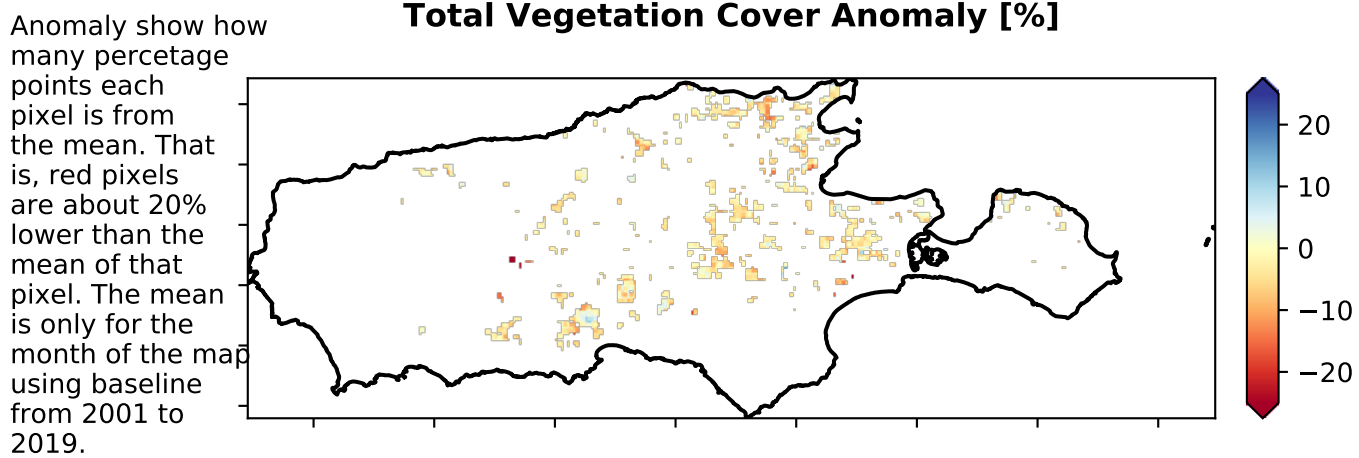 Total Vegetation Cover Anomaly [%]
Anomaly show how
many percetage
points each
pixel is from
the mean. That
is, red pixels
are about 20%
lower than the
mean of that
pixel. The mean
is only for the
month of the map
using baseline
from 2001 to
2019.
20
10
0
−10
−20